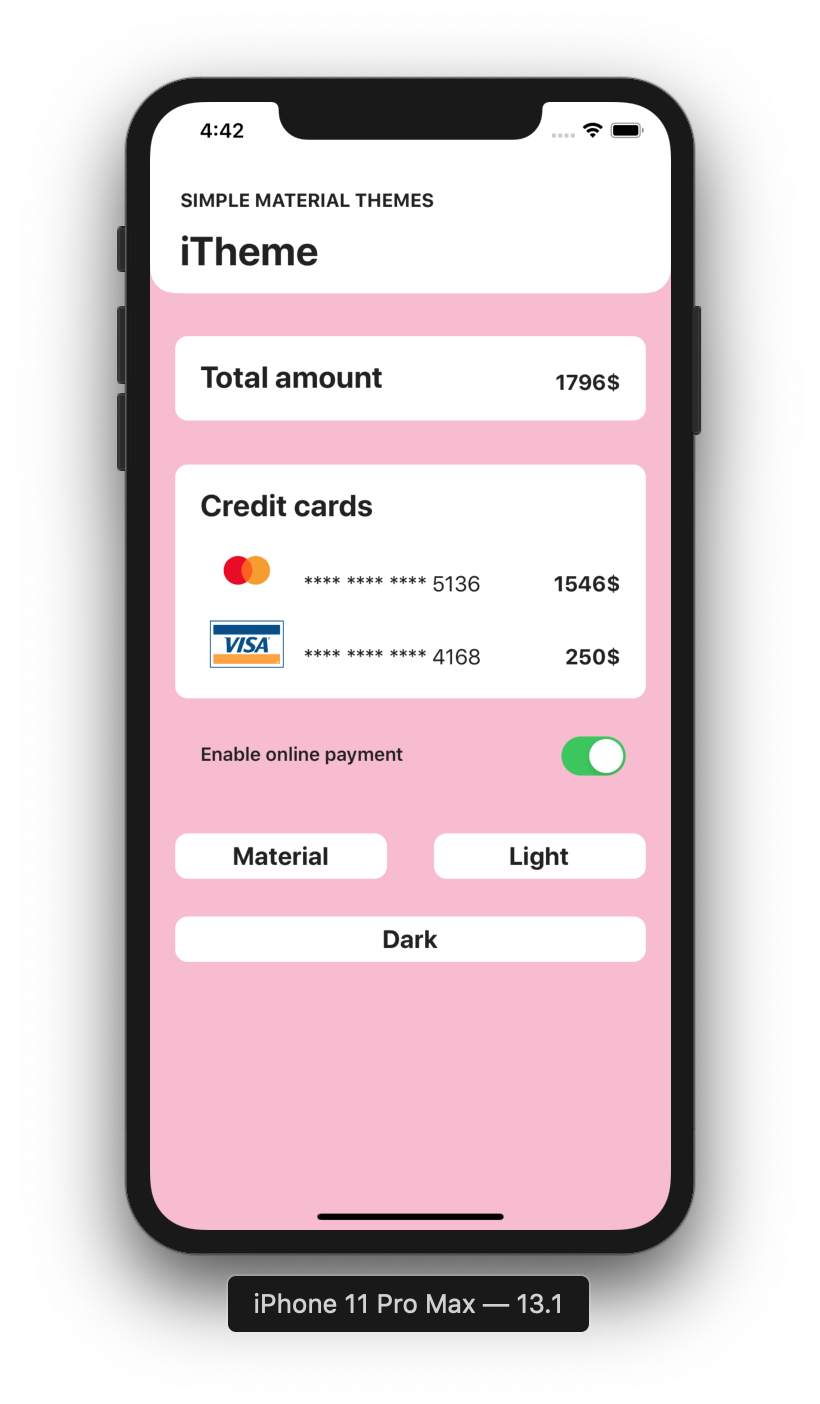 4:42
SIMPLE MATERIAL THEMES
iTheme
Total amount 1796$
Credit cards
**** **** **** 5136 1546$
VISA **** **** **** 4168 250$
Enable online payment
Material Light
Dark
iPhone 11 Pro Max — 13.1